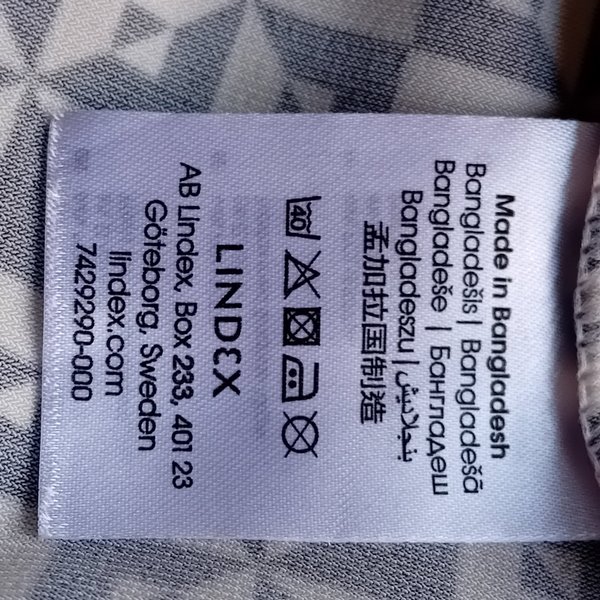 Made in Bangladesh
Bangladešis | Bangladešā
Bangladeše | Бангладеш
Bangladeszu | بنجلاديش
孟加拉国制造
40
LINDEX
AB Lindex, Box 233, 401 23
Göteborg, Sweden
lindex.com
7429290-000